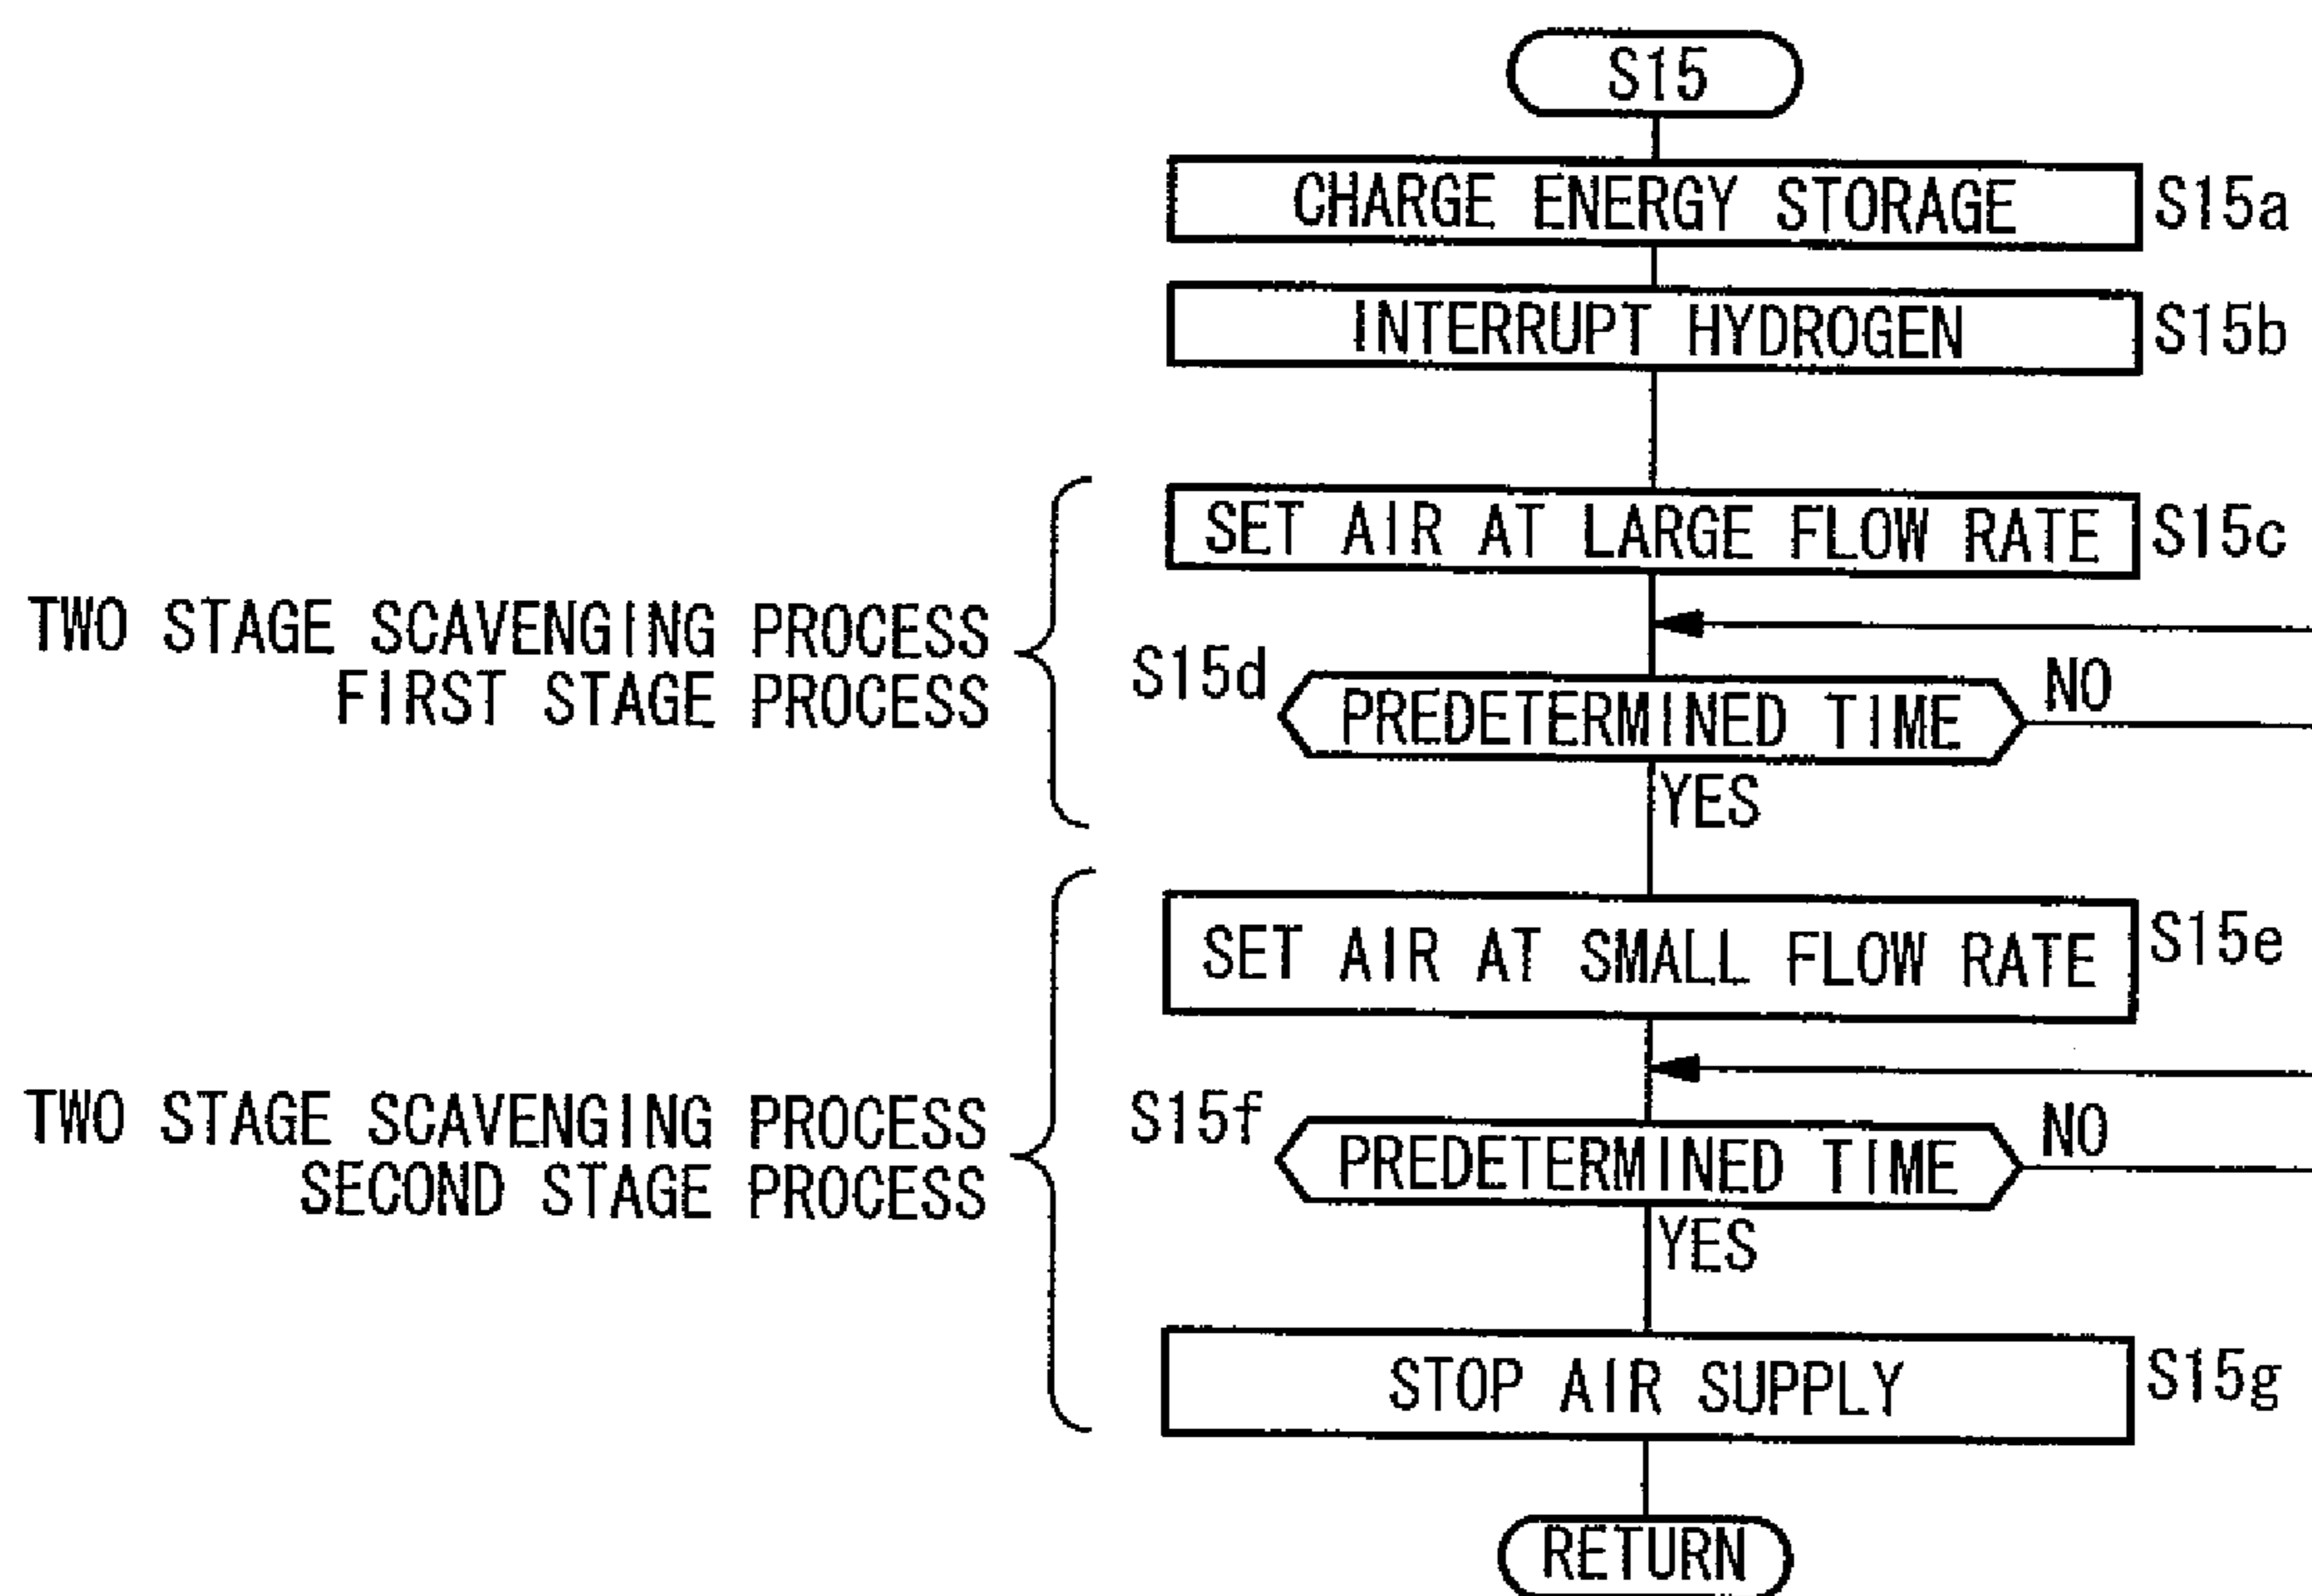 S15
CHARGE ENERGY STORAGE S15a
INTERRUPT HYDROGEN S15b
SET AIR AT LARGE FLOW RATE S15c
TWO STAGE SCAVENGING PROCESS
FIRST STAGE PROCESS
S15d PREDETERMINED TIME NO
YES
SET AIR AT SMALL FLOW RATE S15e
TWO STAGE SCAVENGING PROCESS
SECOND STAGE PROCESS
S15f PREDETERMINED TIME NO
YES
STOP AIR SUPPLY S15g
RETURN